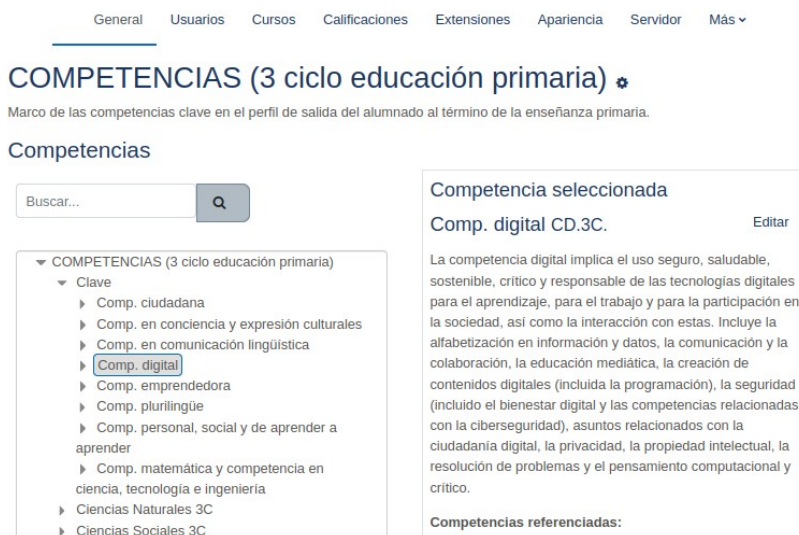 General Usuarios Cursos Calificaciones Extensiones Apariencia Servidor Más
COMPETENCIAS (3 ciclo educación primaria)
Marco de las competencias clave en el perfil de salida del alumnado al término de la enseñanza primaria.
Competencias
Buscar...
COMPETENCIAS (3 ciclo educación primaria)
Clave
Comp. ciudadana
Comp. en conciencia y expresión culturales
Comp. en comunicación lingüística
Comp. digital
Comp. emprendedora
Comp. plurilingüe
Comp. personal, social y de aprender a
aprender
Comp. matemática y competencia en
ciencia, tecnología e ingeniería
Ciencias Naturales 3C
Ciencias Sociales 3C
Competencia seleccionada
Comp. digital CD.3C. Editar
La competencia digital implica el uso seguro, saludable,
sostenible, crítico y responsable de las tecnologías digitales
para el aprendizaje, para el trabajo y para la participación en
la sociedad, así como la interacción con estas. Incluye la
alfabetización en información y datos, la comunicación y la
colaboración, la educación mediática, la creación de
contenidos digitales (incluida la programación), la seguridad
(incluido el bienestar digital y las competencias relacionadas
con la ciberseguridad), asuntos relacionados con la
ciudadanía digital, la privacidad, la propiedad intelectual, la
resolución de problemas y el pensamiento computacional y
crítico.
Competencias referenciadas: